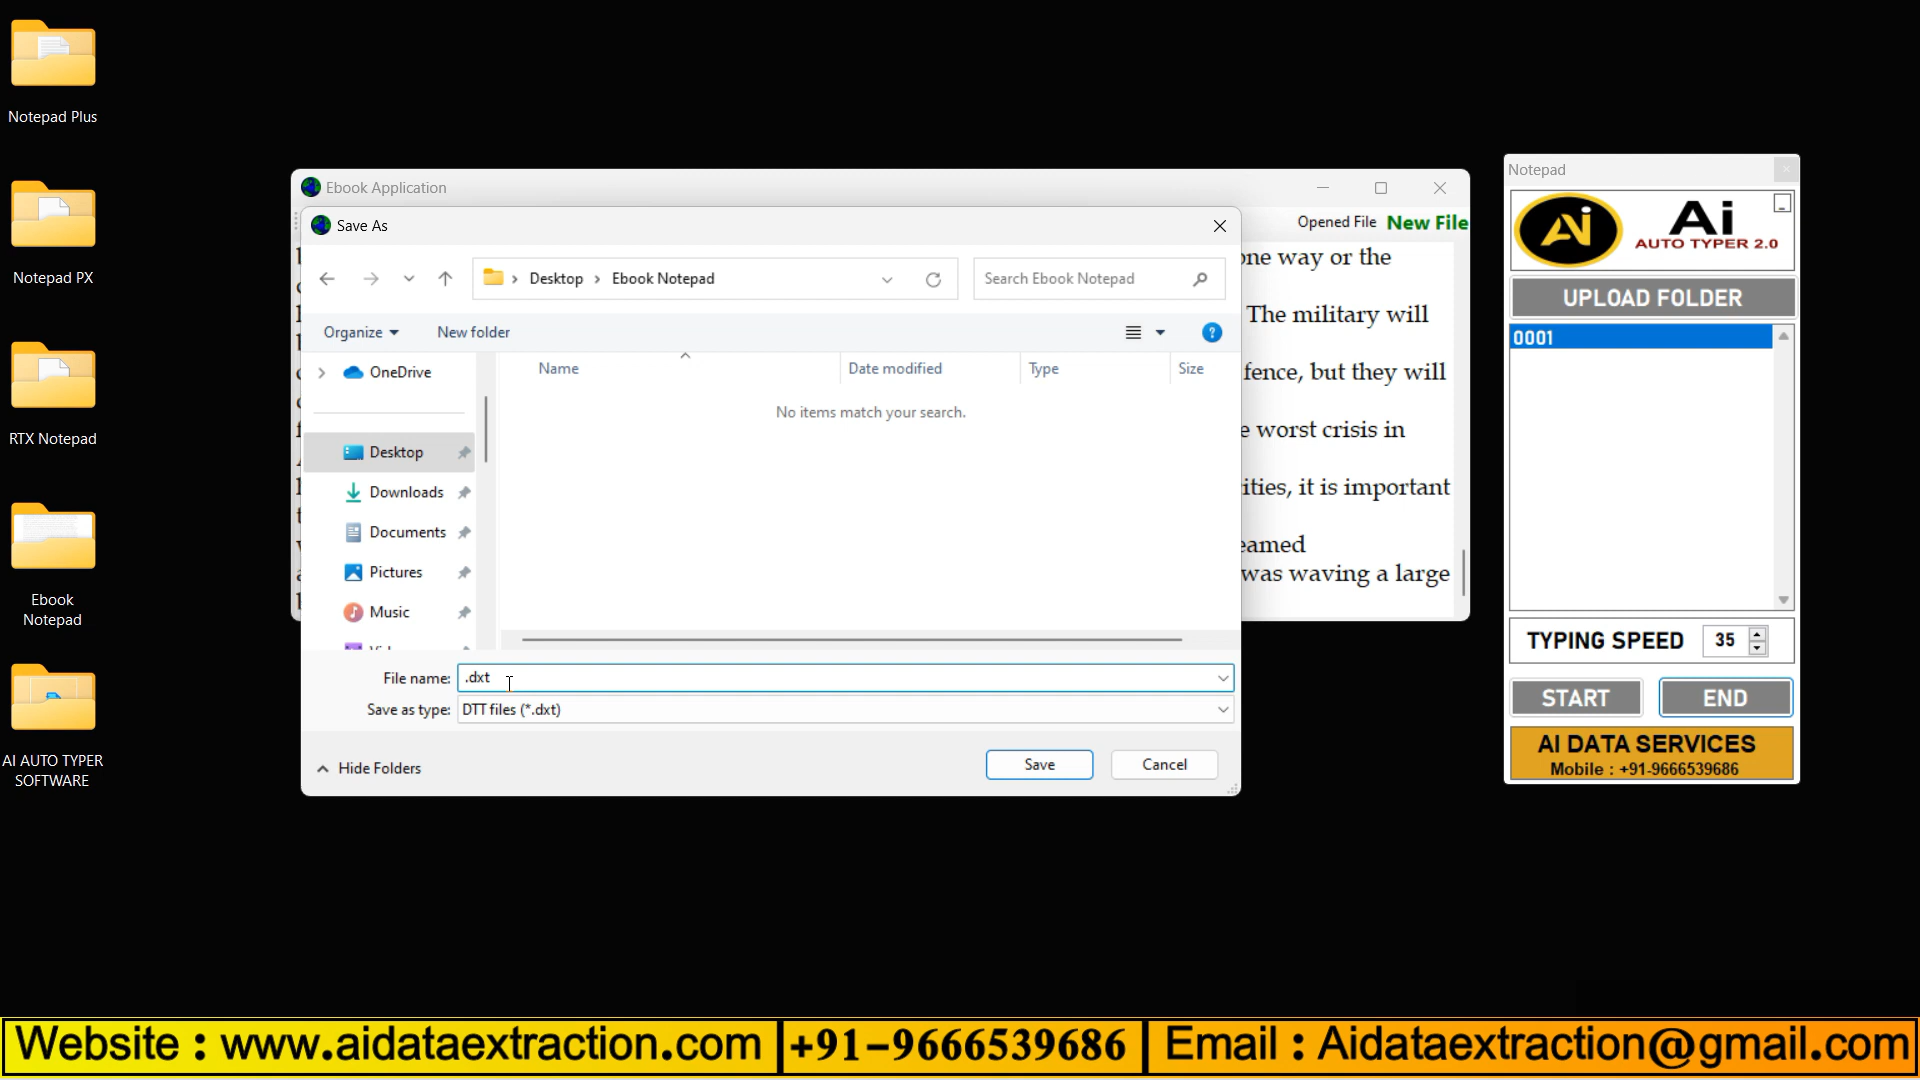 Notepad Plus
Notepad PX
RTX Notepad
Ebook
Notepad
AI AUTO TYPER
SOFTWARE
Ebook Application
Opened File New File
Save As
Desktop > Ebook Notepad
Search Ebook Notepad
Organize
New folder
OneDrive
Desktop
Downloads
Documents
Pictures
Music
Name
Date modified
Type
Size
No items match your search.
File name: .dxt
Save as type: DTT files (*.dxt)
Hide Folders
Save
Cancel
one way or the
The military will
fence, but they will
e worst crisis in
ities, it is important
eamed
was waving a large
Notepad
Ai
Ai
AUTO TYPER 2.0
UPLOAD FOLDER
0001
TYPING SPEED 35
START
END
AI DATA SERVICES
Mobile : +91-9666539686
Website : www.aidataextraction.com
+91-9666539686
Email : Aidataextraction@gmail.com